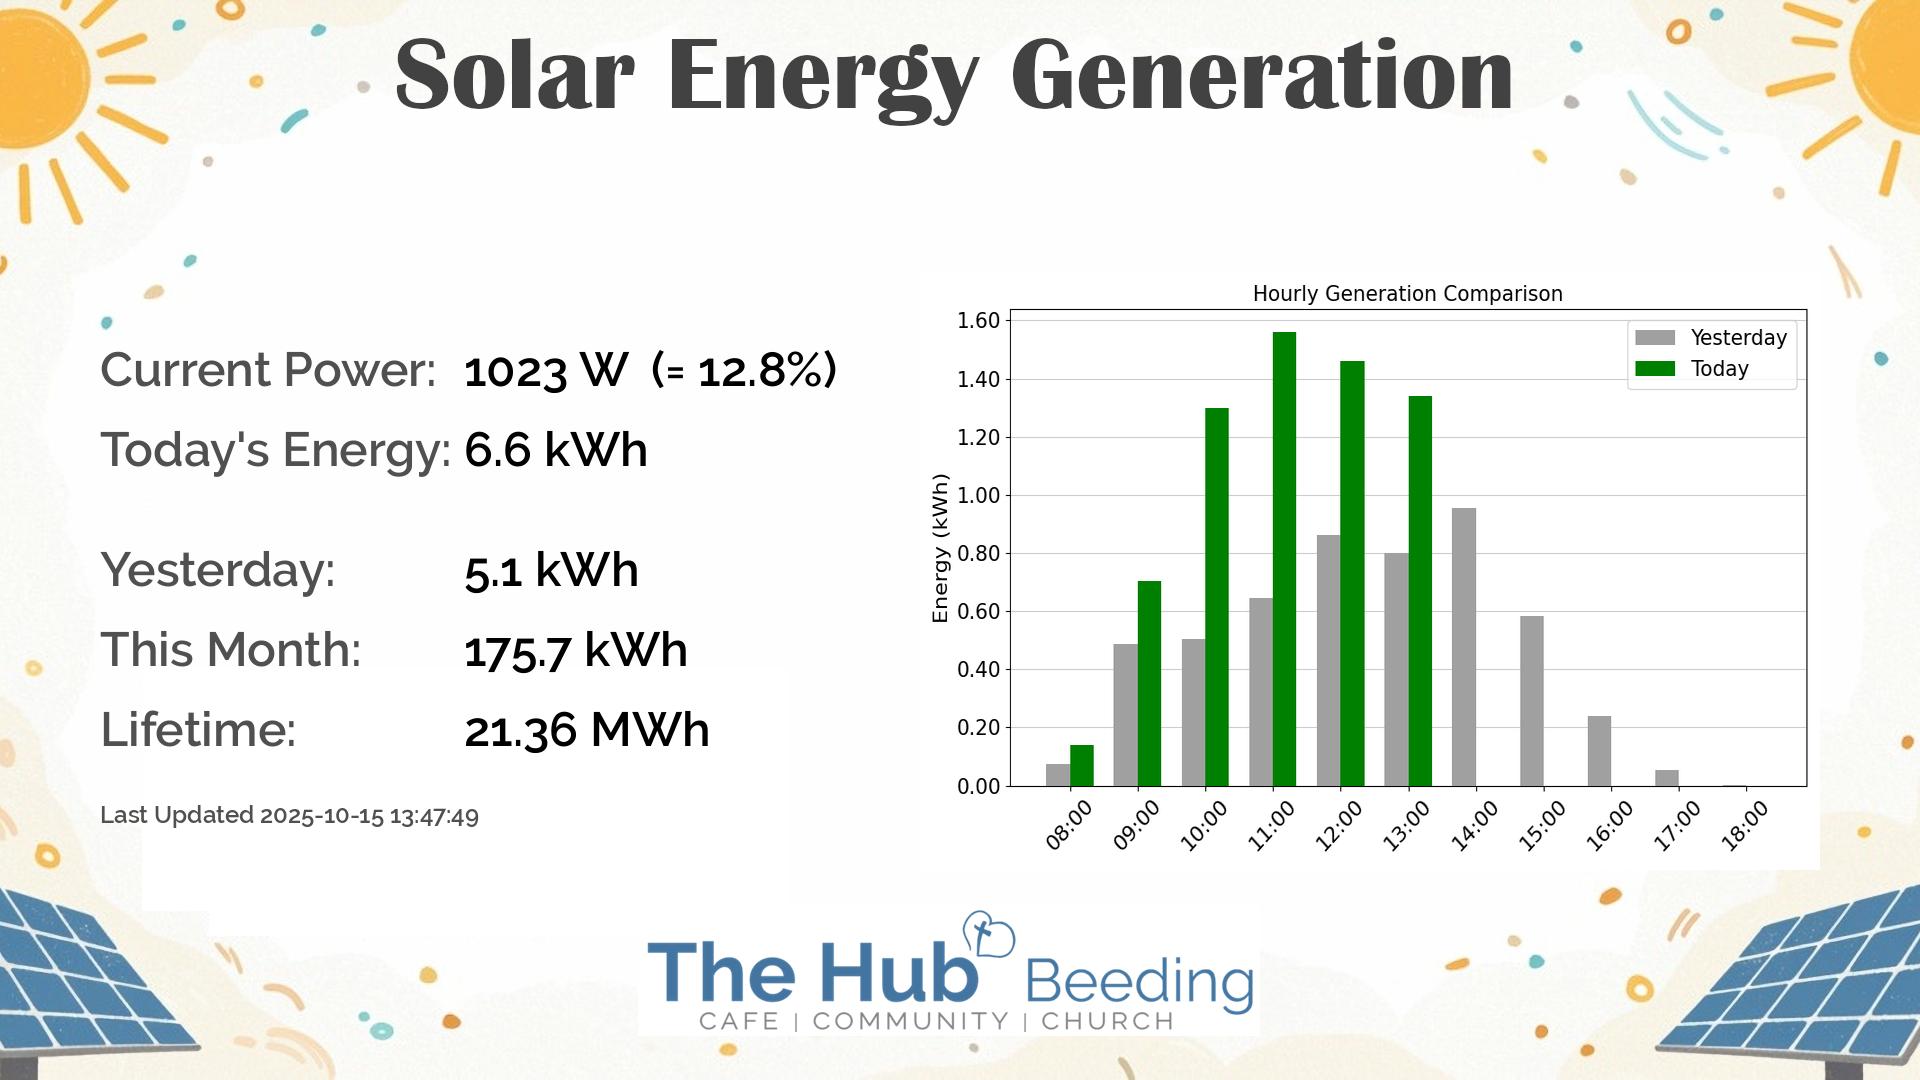 Solar Energy Generation
Current Power: 1023 W (= 12.8%)
Today's Energy: 6.6 kWh
Yesterday: 5.1 kWh
This Month: 175.7 kWh
Lifetime: 21.36 MWh
Last Updated 2025-10-15 13:47:49
Hourly Generation Comparison
Yesterday
Today
Energy (kWh)
1.60
1.40
1.20
1.00
0.80
0.60
0.40
0.20
0.00
08:00 09:00 10:00 11:00 12:00 13:00 14:00 15:00 16:00 17:00 18:00
The Hub Beeding
CAFE | COMMUNITY | CHURCH